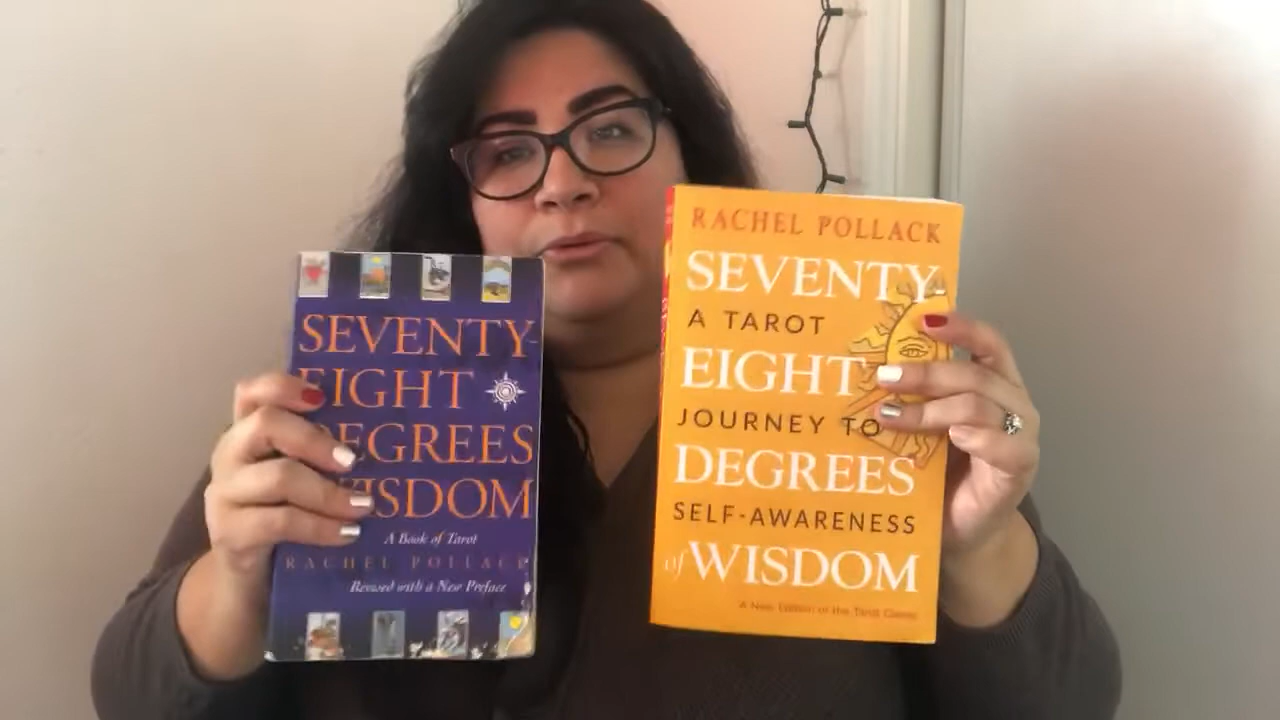 SEVENTY-
EIGHT
DEGREES
WISDOM
A Book of Tarot
RACHEL POLLACK
Revised with a New Preface
RACHEL POLLACK
SEVENTY
A TAROT
EIGHT
JOURNEY TO
DEGREES
SELF-AWARENESS
of WISDOM
A New Edition of the Tarot Classic